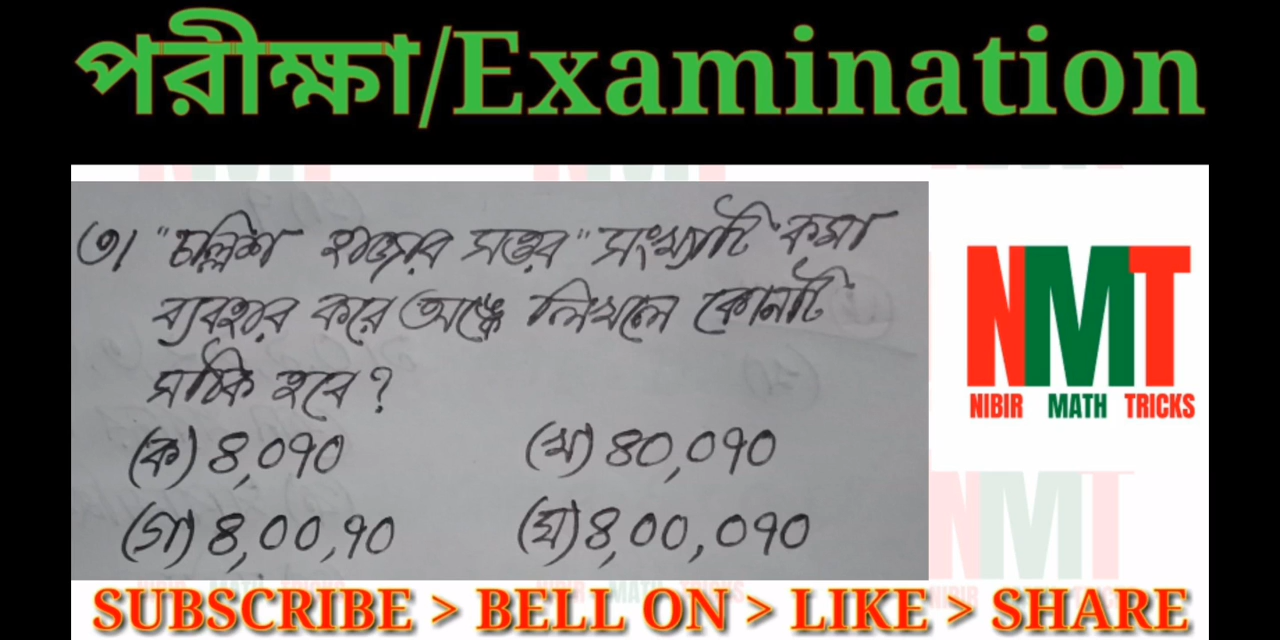 পরীক্ষা/Examination
৩। "চল্লিশ হাজার সত্তর" সংখ্যাটি কমা
ব্যবহার করে অঙ্কে লিখলে কোনটি
সঠিক হবে?
(ক) ৪,০৭০ (খ) ৪০,০৭০
(গ) ৪,০০,৭০ (ঘ) ৪,০০,০৭০
NMT
NIBIR MATH TRICKS
SUBSCRIBE > BELL ON > LIKE > SHARE